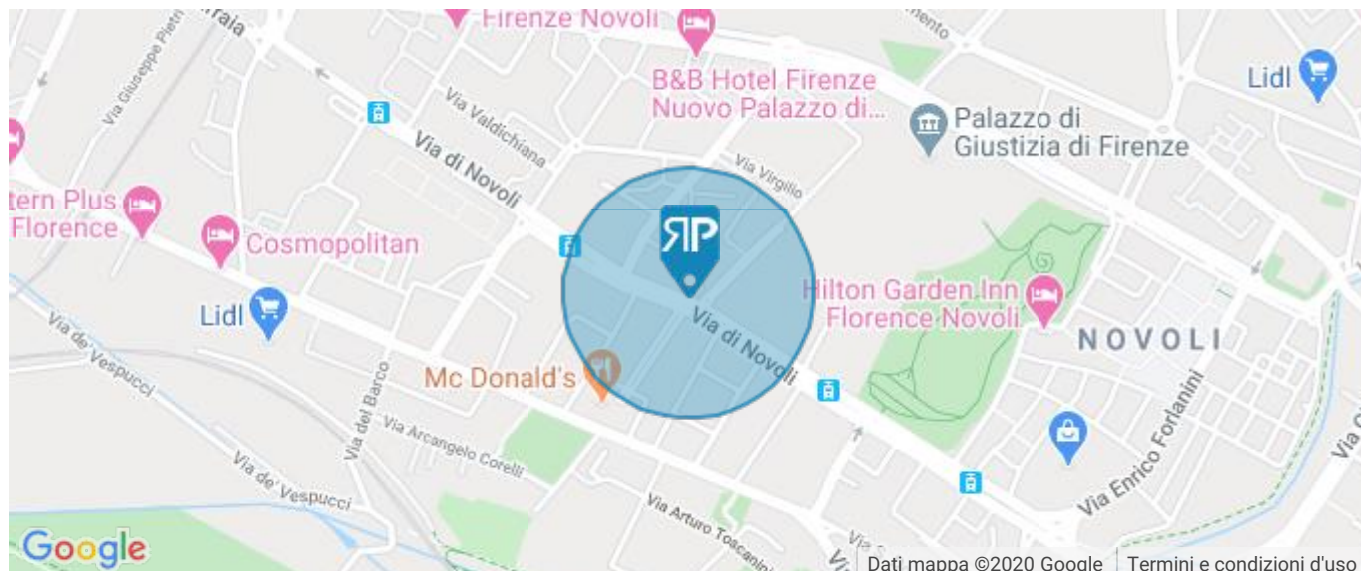 Firenze Novoli
raia
mento
Via Giuseppe Pietri
B&B Hotel Firenze
Nuovo Palazzo di...
Lidl
Via Valdichiana
Palazzo di
Giustizia di Firenze
Via di Novoli
Via Virgilio
tern Plus
Florence
Cosmopolitan
ЯP
Hilton Garden Inn
Florence Novoli
Lidl
Via di Novoli
NOVOLI
Via de' Vespucci
Mc Donald's
Via del Barco
Via Enrico Forlanini
Via Arcangelo Corelli
Via de' Vespucci
Via Arturo Toscanini
Google
Dati mappa ©2020 Google
Termini e condizioni d'uso